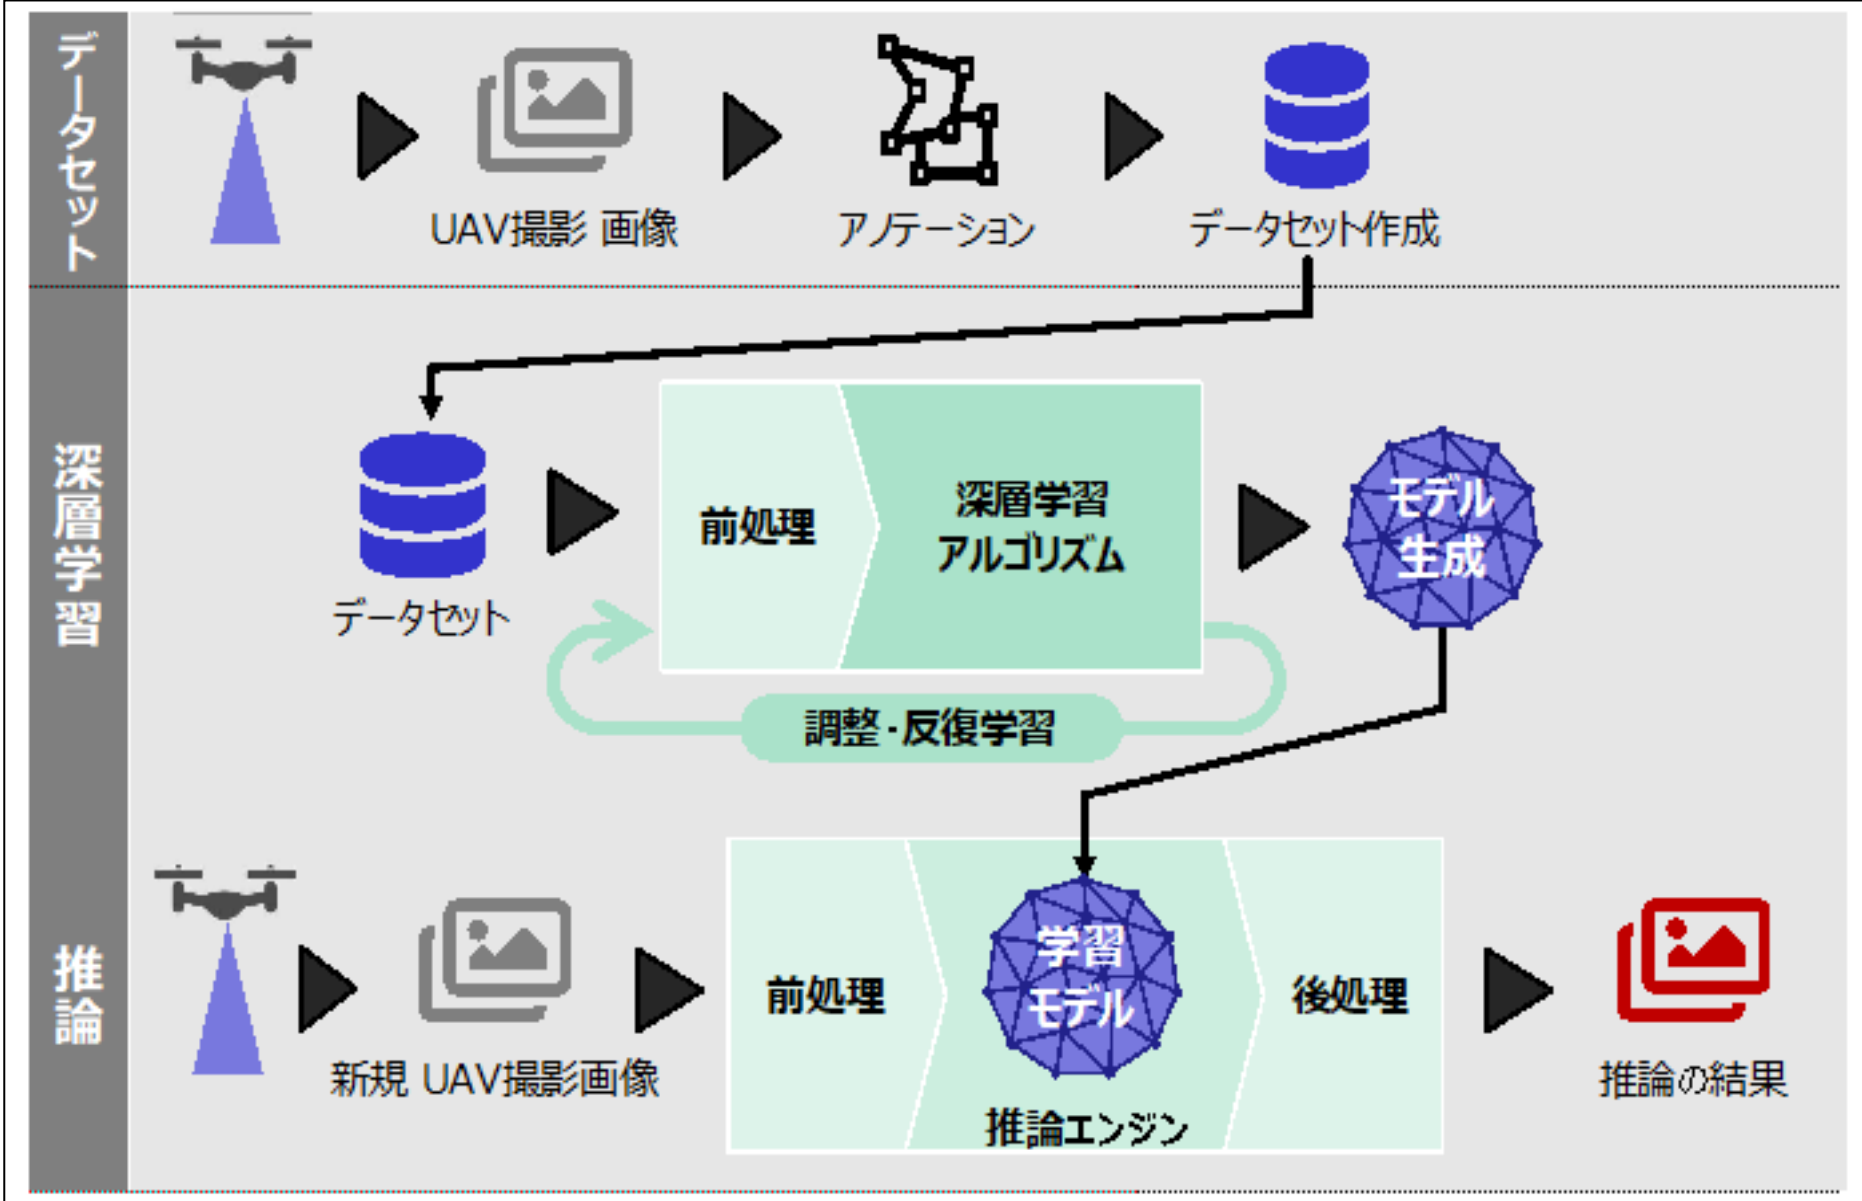 データセット
UAV撮影 画像
アノテーション
データセット作成
深層学習
データセット
前処理
深層学習
アルゴリズム
モデル
生成
調整・反復学習
推論
新規 UAV撮影画像
前処理
学習
モデル
推論エンジン
後処理
推論の結果